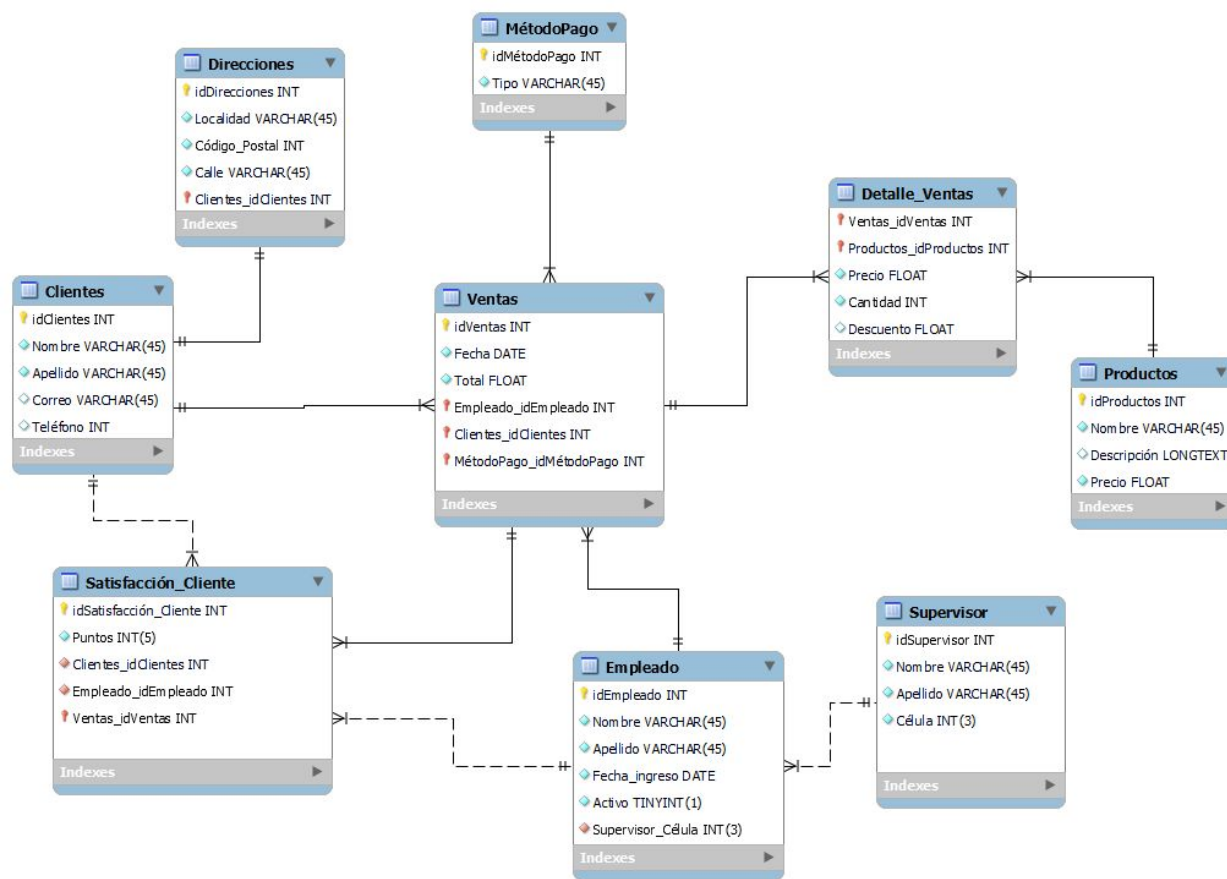 MétodoPago
idMétodoPago INT
Tipo VARCHAR(45)
Indexes
Direcciones
idDirecciones INT
Localidad VARCHAR(45)
Código_Postal INT
Calle VARCHAR(45)
Clientes_idClientes INT
Indexes
Detalle_Ventas
Ventas_idVentas INT
Productos_idProductos INT
Precio FLOAT
Cantidad INT
Descuento FLOAT
Indexes
Clientes
idClientes INT
Nombre VARCHAR(45)
Apellido VARCHAR(45)
Correo VARCHAR(45)
Teléfono INT
Indexes
Ventas
idVentas INT
Fecha DATE
Total FLOAT
Empleado_idEmpleado INT
Clientes_idClientes INT
MétodoPago_idMétodoPago INT
Indexes
Productos
idProductos INT
Nombre VARCHAR(45)
Descripción LONGTEXT
Precio FLOAT
Indexes
Satisfacción_Cliente
idSatisfacción_Cliente INT
Puntos INT(5)
Clientes_idClientes INT
Empleado_idEmpleado INT
Ventas_idVentas INT
Indexes
Empleado
idEmpleado INT
Nombre VARCHAR(45)
Apellido VARCHAR(45)
Fecha_ingreso DATE
Activo TINYINT(1)
Supervisor_Célula INT(3)
Indexes
Supervisor
idSupervisor INT
Nombre VARCHAR(45)
Apellido VARCHAR(45)
Célula INT(3)
Indexes